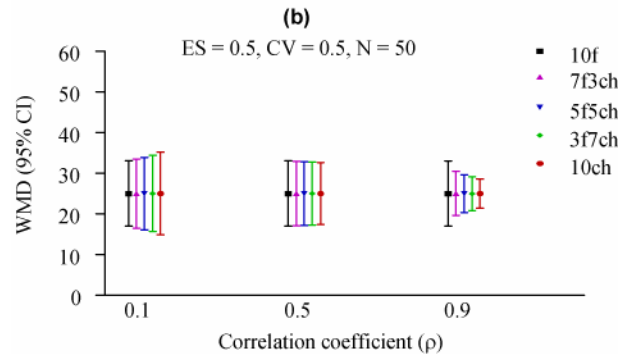 (b)
ES = 0.5, CV = 0.5, N = 50
10f
7f3ch
5f5ch
3f7ch
10ch
WMD (95% CI)
60
50
40
30
20
10
0
0.1 0.5 0.9
Correlation coefficient (ρ)